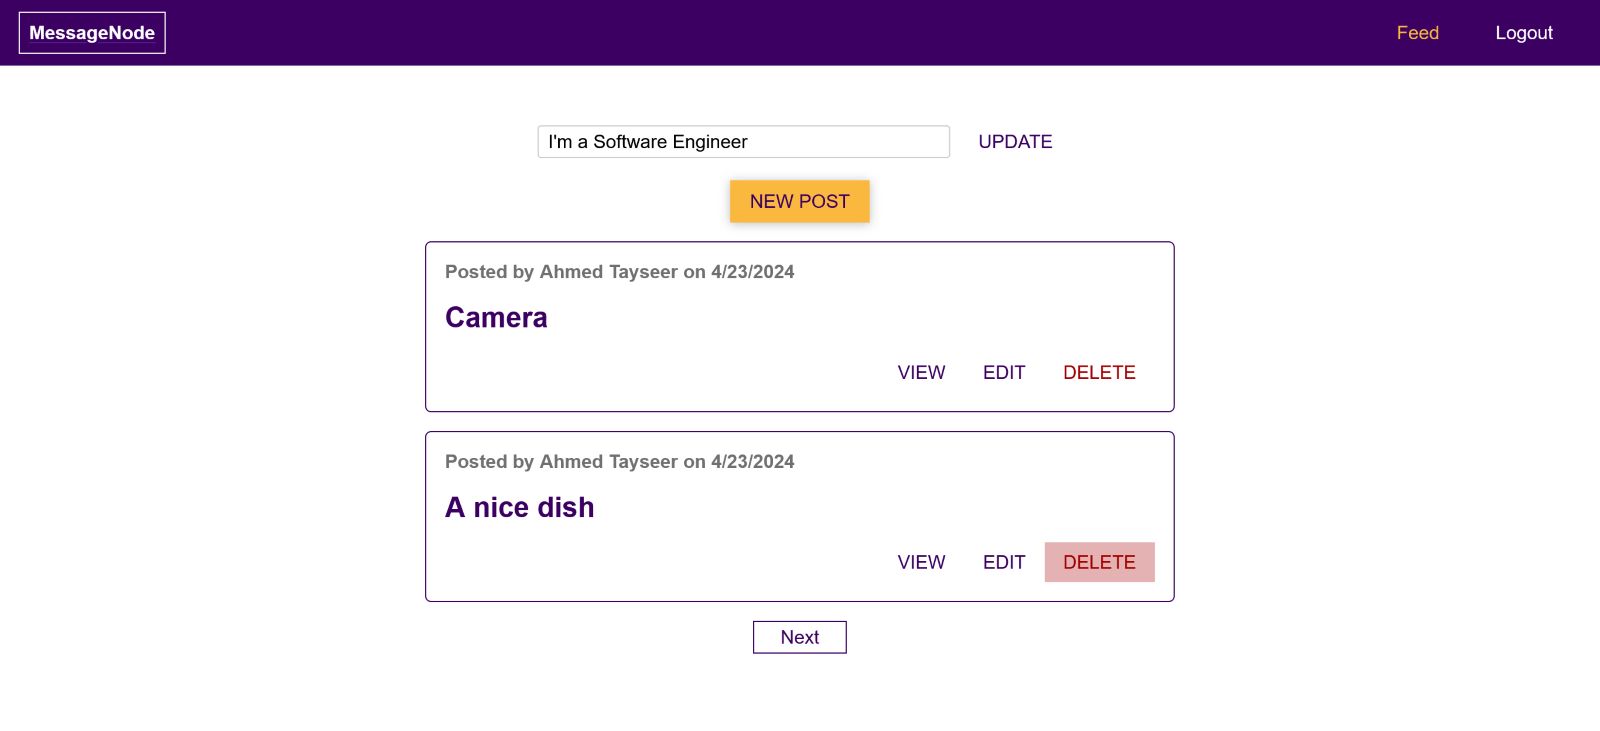 MessageNode Feed Logout
I'm a Software Engineer UPDATE
NEW POST
Posted by Ahmed Tayseer on 4/23/2024
Camera
VIEW EDIT DELETE
Posted by Ahmed Tayseer on 4/23/2024
A nice dish
VIEW EDIT DELETE
Next